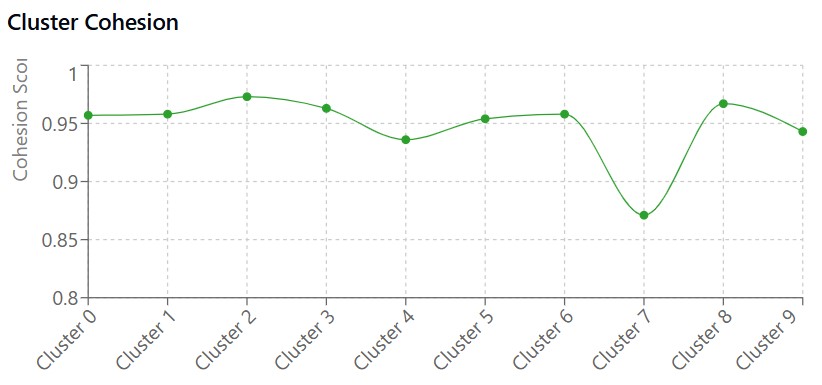 Cluster Cohesion
Cohesion Scor
1
0.95
0.9
0.85
0.8
Cluster 0
Cluster 1
Cluster 2
Cluster 3
Cluster 4
Cluster 5
Cluster 6
Cluster 7
Cluster 8
Cluster 9